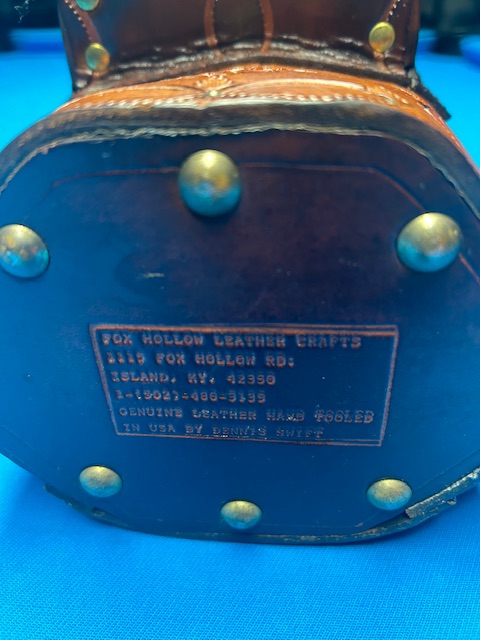 FOX HOLLOW LEATHER CRAFTS
1119 FOX HOLLOW RD:
ISLAND, KY. 42350
1-(502)-486-3199
GENUINE LEATHER HAND TOOLED
IN USA BY DENNIS SWIFT